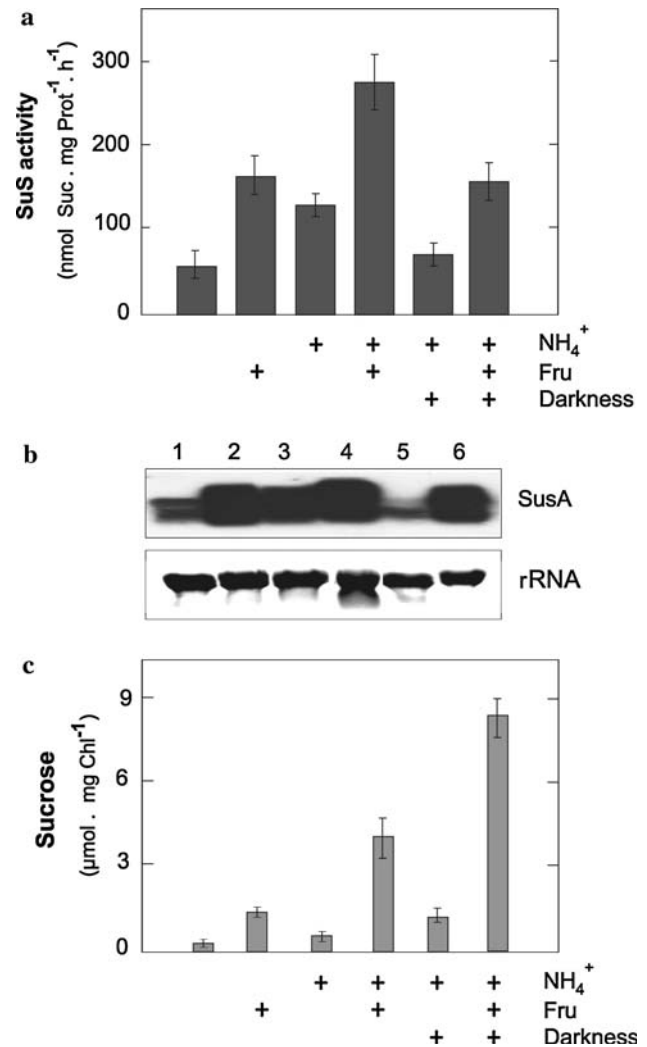 a
SuS activity
(nmol Suc . mg Prot⁻¹. h⁻¹)
300
200
100
0
+ + + + NH₄⁺
+ + + Fru
+ + Darkness
b
1 2 3 4 5 6
SusA
rRNA
c
Sucrose
(µmol . mg Chl⁻¹)
9
6
3
0
+ + + + NH₄⁺
+ + + Fru
+ + Darkness